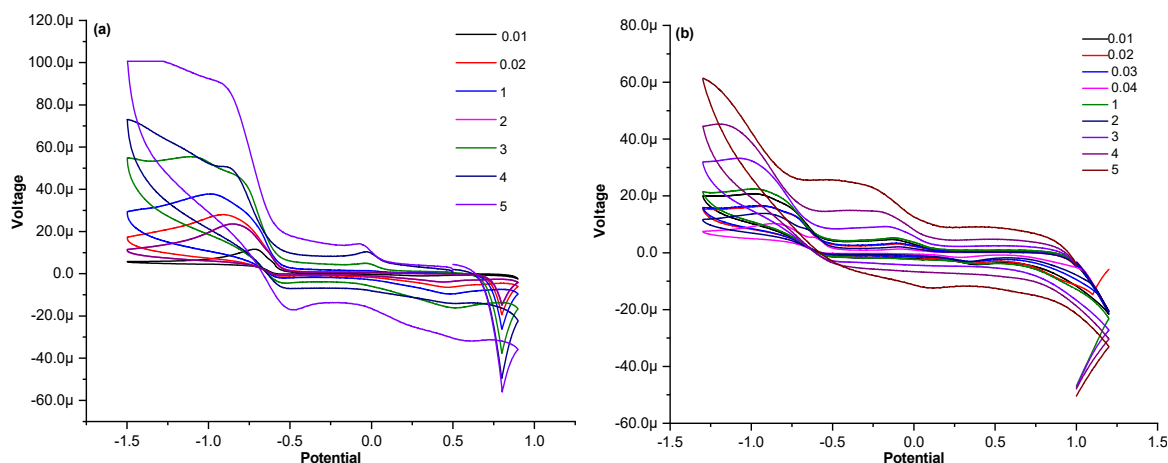 (a)
120.0µ
100.0µ
80.0µ
60.0µ
40.0µ
20.0µ
0.0
-20.0µ
-40.0µ
-60.0µ
Voltage
-1.5 -1.0 -0.5 0.0 0.5 1.0
Potential
0.01
0.02
1
2
3
4
5
(b)
80.0µ
60.0µ
40.0µ
20.0µ
0.0
-20.0µ
-40.0µ
-60.0µ
Voltage
-1.5 -1.0 -0.5 0.0 0.5 1.0 1.5
Potential
0.01
0.02
0.03
0.04
1
2
3
4
5